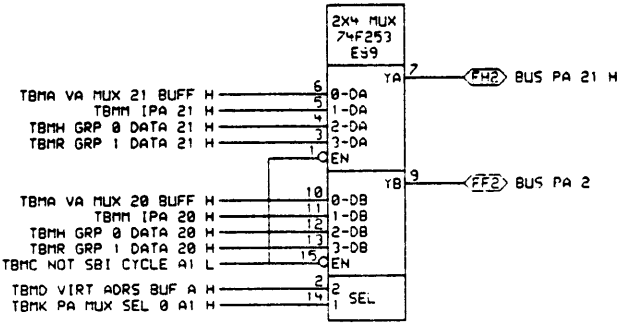 2X4 MUX
74F253
E59
YA 7 FH2 BUS PA 21 H
TBMA VA MUX 21 BUFF H 6 0-DA
TBMM IPA 21 H 5 1-DA
TBMH GRP 0 DATA 21 H 4 2-DA
TBMR GRP 1 DATA 21 H 3 3-DA
1 EN
YB 9 FF2 BUS PA 2
TBMA VA MUX 20 BUFF H 10 0-DB
TBMM IPA 20 H 11 1-DB
TBMH GRP 0 DATA 20 H 12 2-DB
TBMR GRP 1 DATA 20 H 13 3-DB
TBMC NOT SBI CYCLE A1 L 15 EN
TBMD VIRT ADRS BUF A H 2 2
SEL
TBMK PA MUX SEL 0 A1 H 14 1